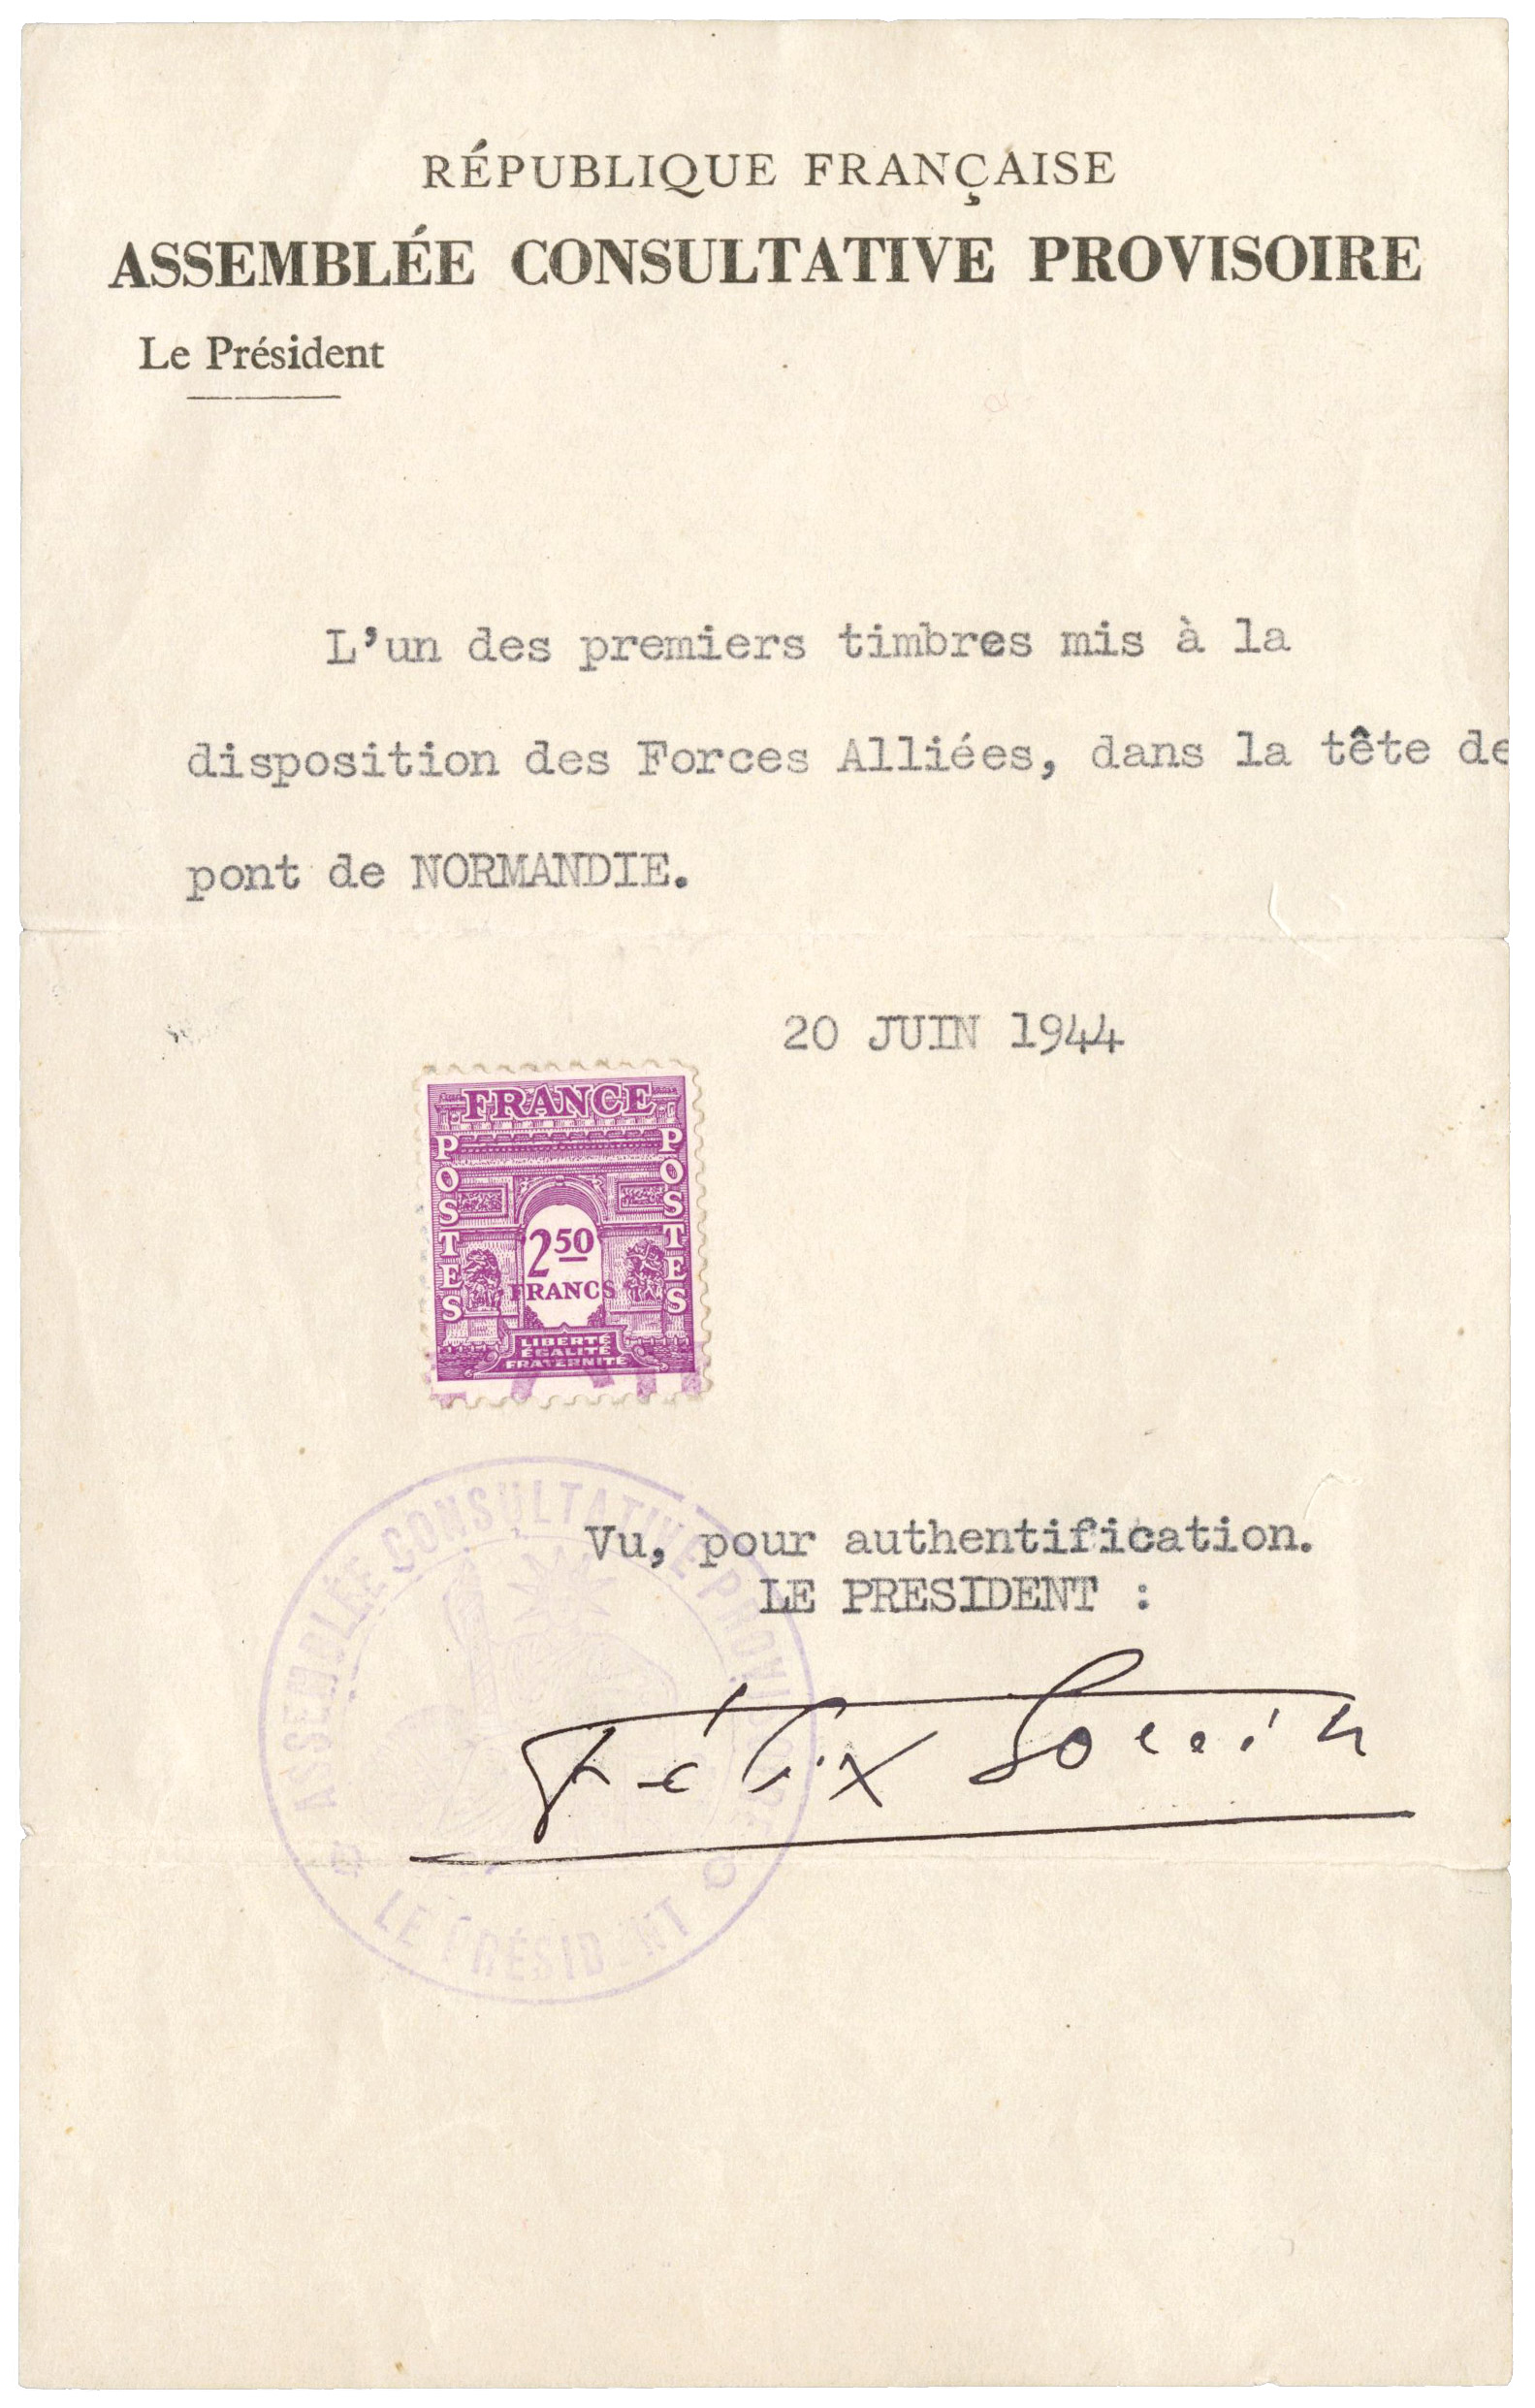 RÉPUBLIQUE FRANÇAISE
ASSEMBLÉE CONSULTATIVE PROVISOIRE
Le Président
L'un des premiers timbres mis à la
disposition des Forces Alliées, dans la tête de
pont de NORMANDIE.
20 JUIN 1944
FRANCE
POSTES
POSTES
2 50
FRANCS
LIBERTÉ
ÉGALITÉ
FRATERNITÉ
Vu, pour authentification.
LE PRESIDENT :
Félix Gouin
ASSEMBLÉE CONSULTATIVE PROVISOIRE
LE PRÉSIDENT